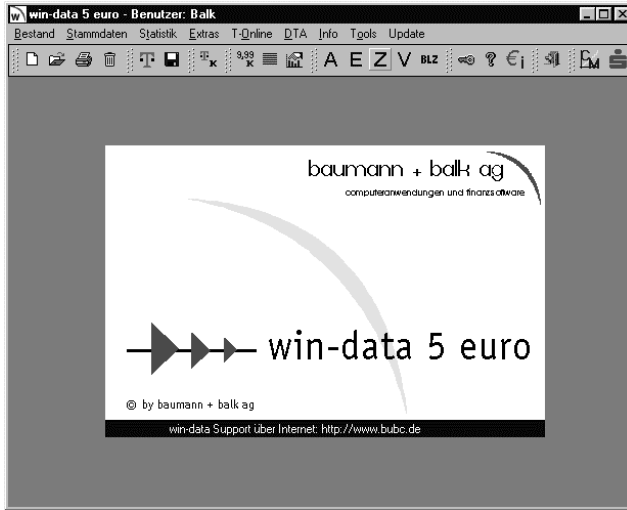 win-data 5 euro - Benutzer: Balk
Bestand Stammdaten Statistik Extras T-Online DTA Info Tools Update
T T K 9,99 K A E Z V BLZ ? € i € M
baumann + balk ag
computeranwendungen und finanzsoftware
win-data 5 euro
© by baumann + balk ag
win-data Support über Internet: http://www.bubc.de